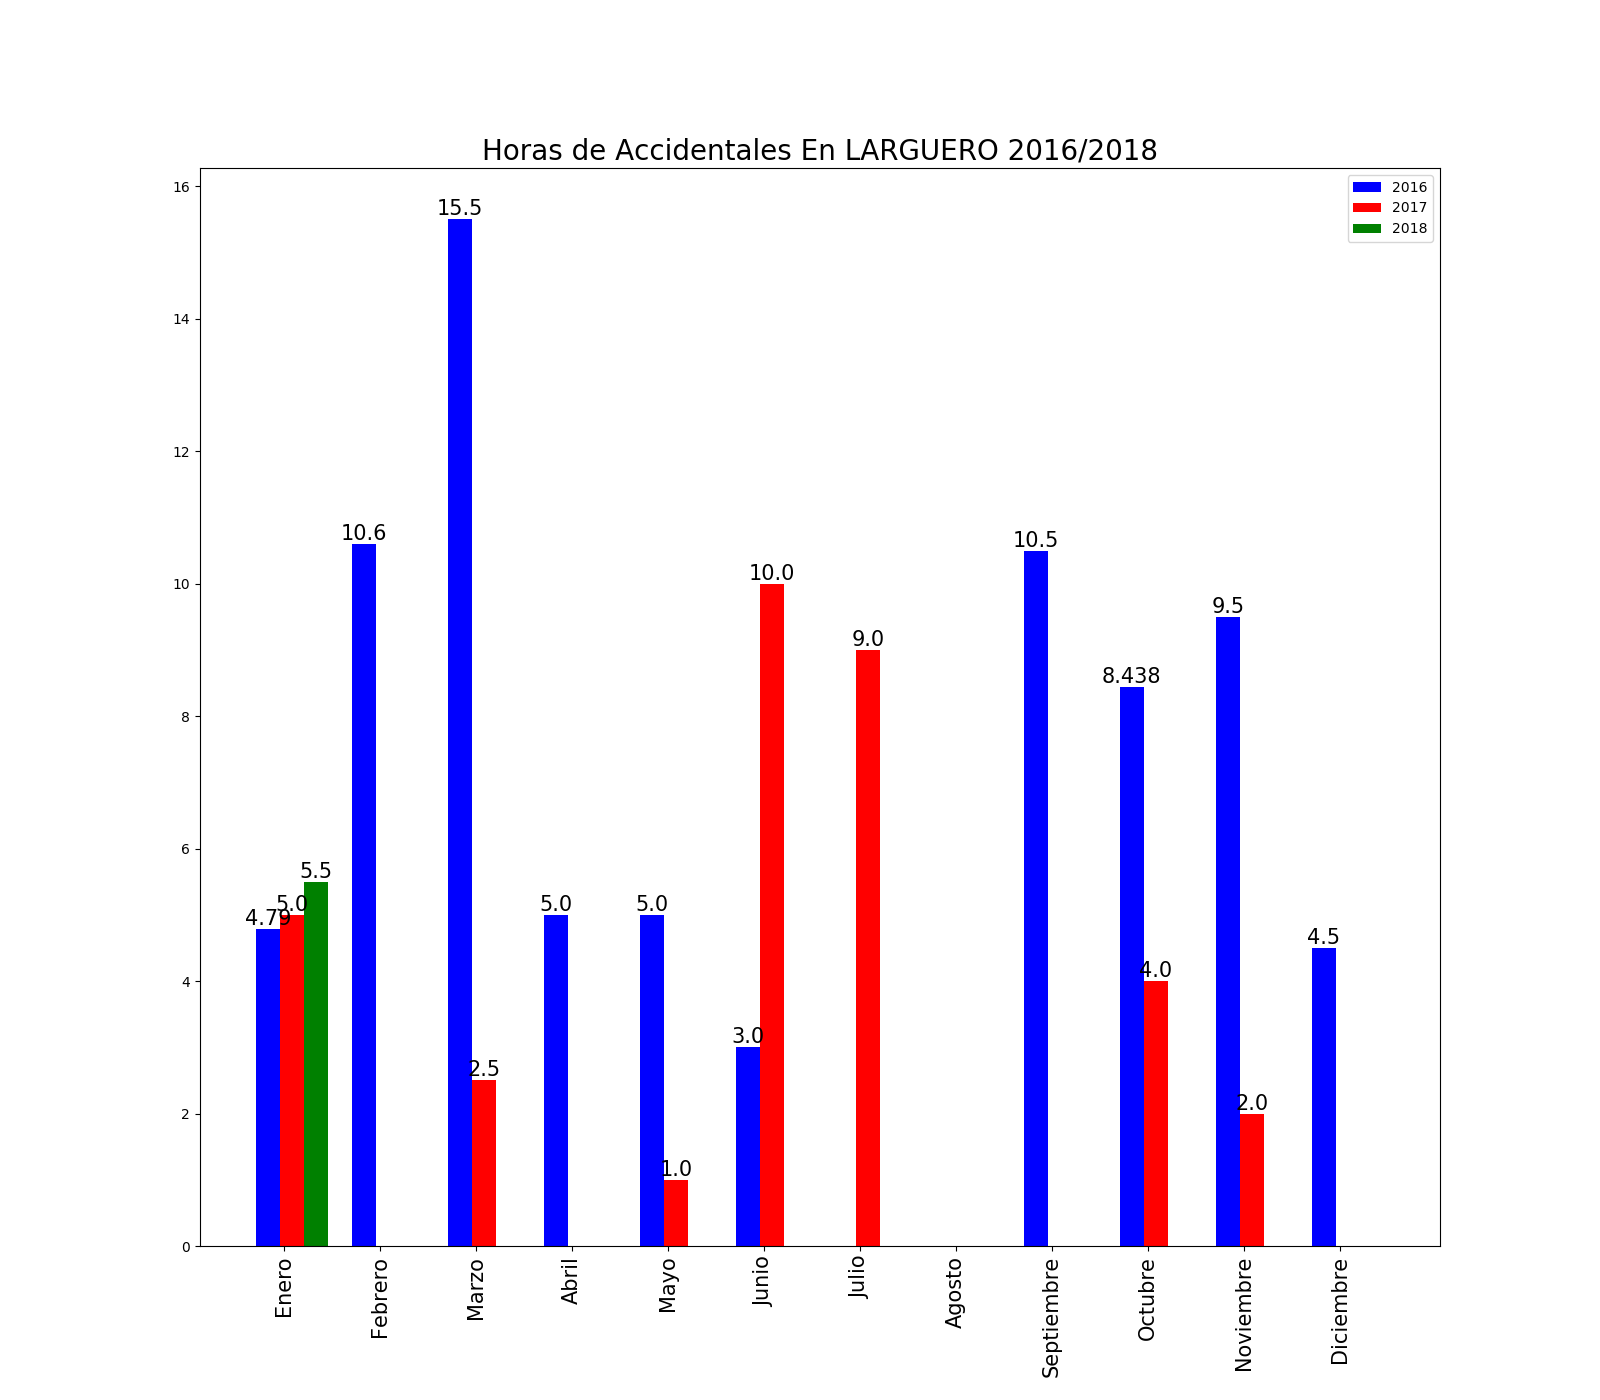 Horas de Accidentales En LARGUERO 2016/2018
2016
2017
2018
16
14
12
10
8
6
4
2
0
4.79
5.0
5.5
10.6
15.5
2.5
5.0
5.0
1.0
3.0
10.0
9.0
10.5
8.438
4.0
9.5
2.0
4.5
Enero
Febrero
Marzo
Abril
Mayo
Junio
Julio
Agosto
Septiembre
Octubre
Noviembre
Diciembre